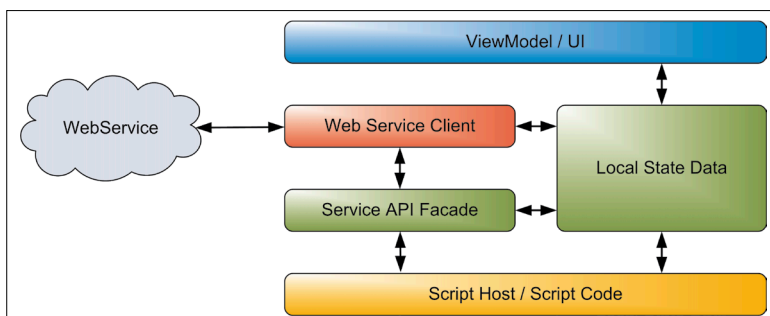 ViewModel / UI
WebService
Web Service Client
Local State Data
Service API Facade
Script Host / Script Code